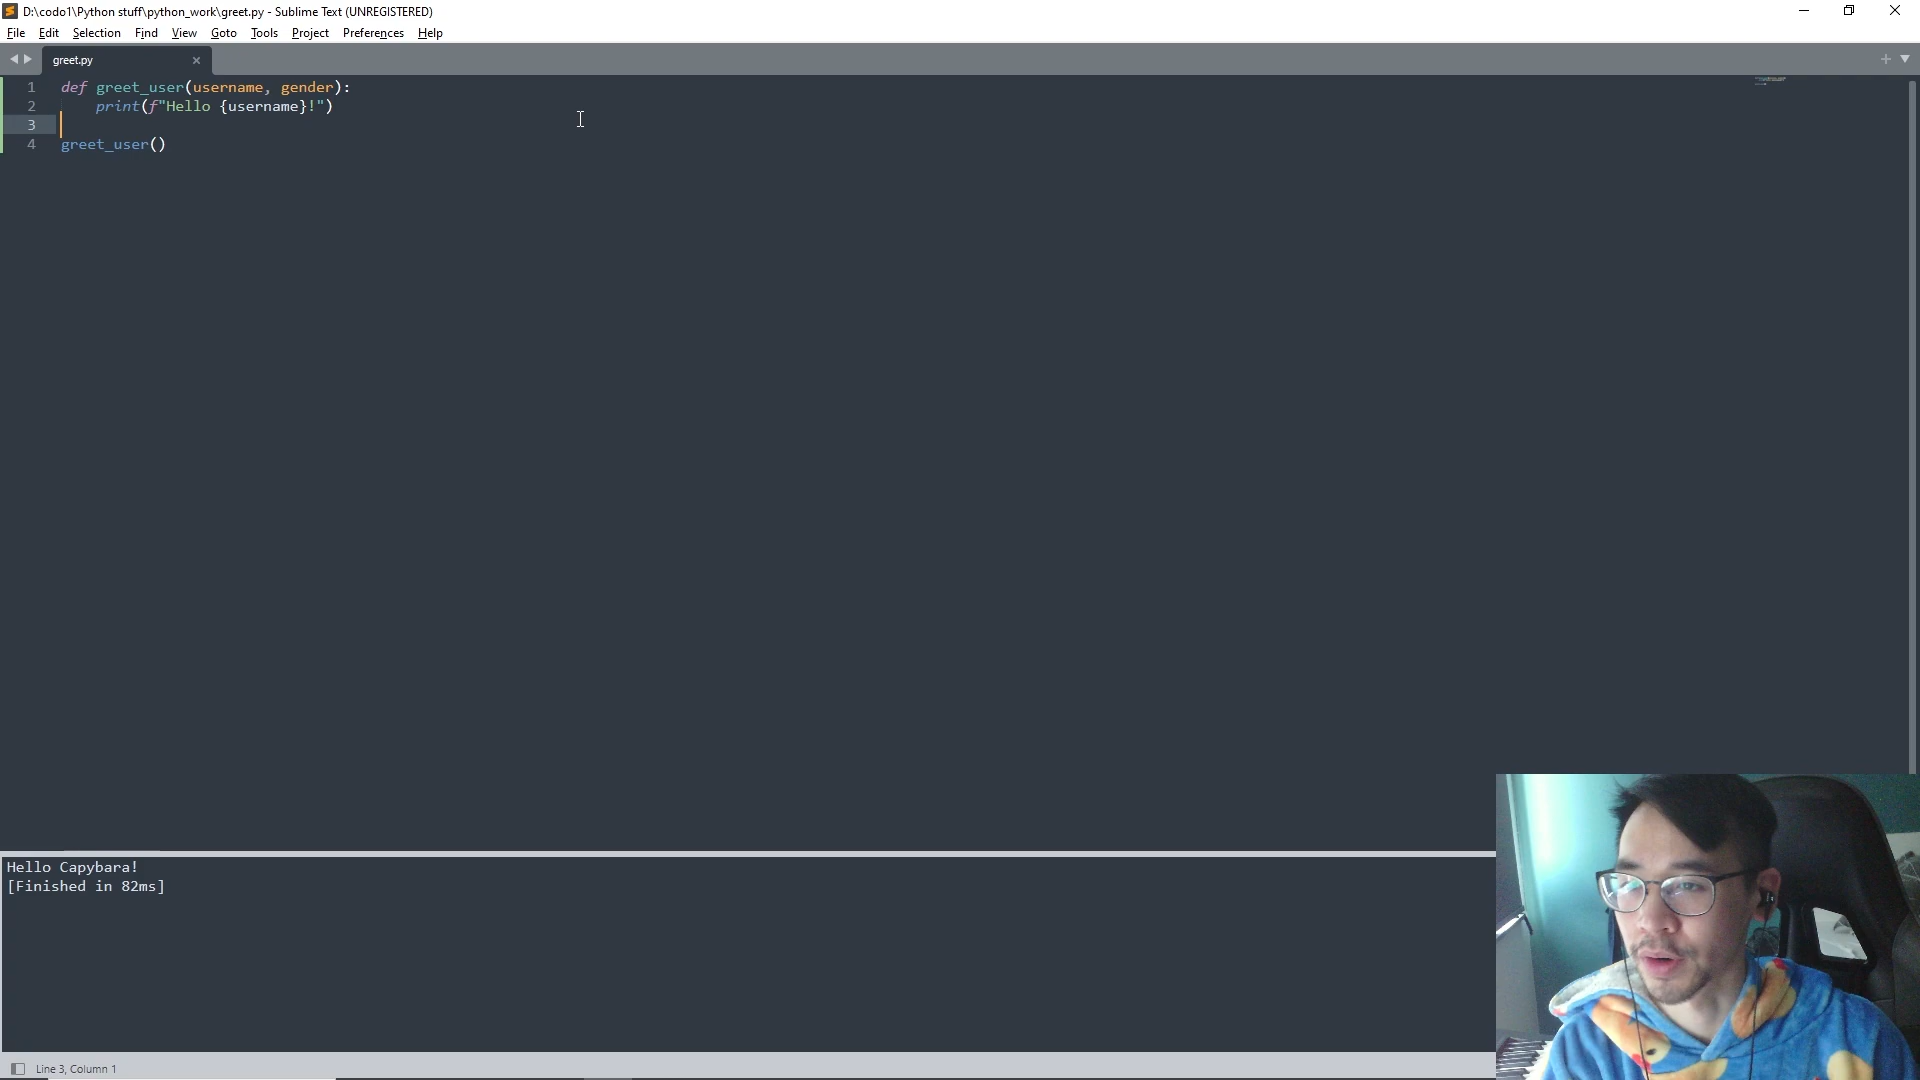 D:\codo1\Python stuff\python_work\greet.py - Sublime Text (UNREGISTERED)
File Edit Selection Find View Goto Tools Project Preferences Help
greet.py
1 def greet_user(username, gender):
2 print(f"Hello {username}!")
3
4 greet_user()
Hello Capybara!
[Finished in 82ms]
Line 3, Column 1